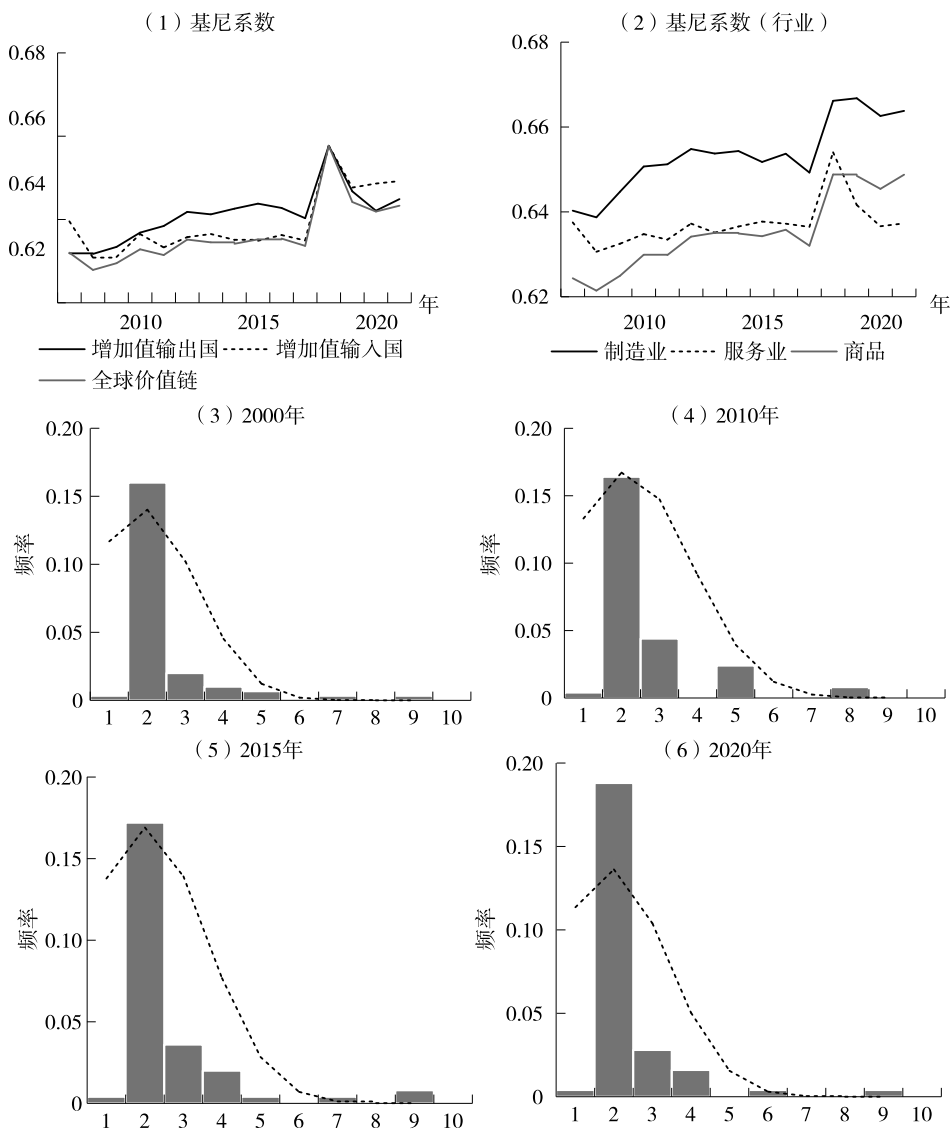 （1）基尼系数
0.68
0.66
0.64
0.62
2010 2015 2020 年
增加值输出国 增加值输入国
全球价值链
（2）基尼系数（行业）
0.68
0.66
0.64
0.62
2010 2015 2020 年
制造业 服务业 商品
（3）2000年
频率
0.20
0.15
0.10
0.05
0
1 2 3 4 5 6 7 8 9 10
（4）2010年
频率
0.20
0.15
0.10
0.05
0
1 2 3 4 5 6 7 8 9 10
（5）2015年
频率
0.20
0.15
0.10
0.05
0
1 2 3 4 5 6 7 8 9 10
（6）2020年
频率
0.20
0.15
0.10
0.05
0
1 2 3 4 5 6 7 8 9 10